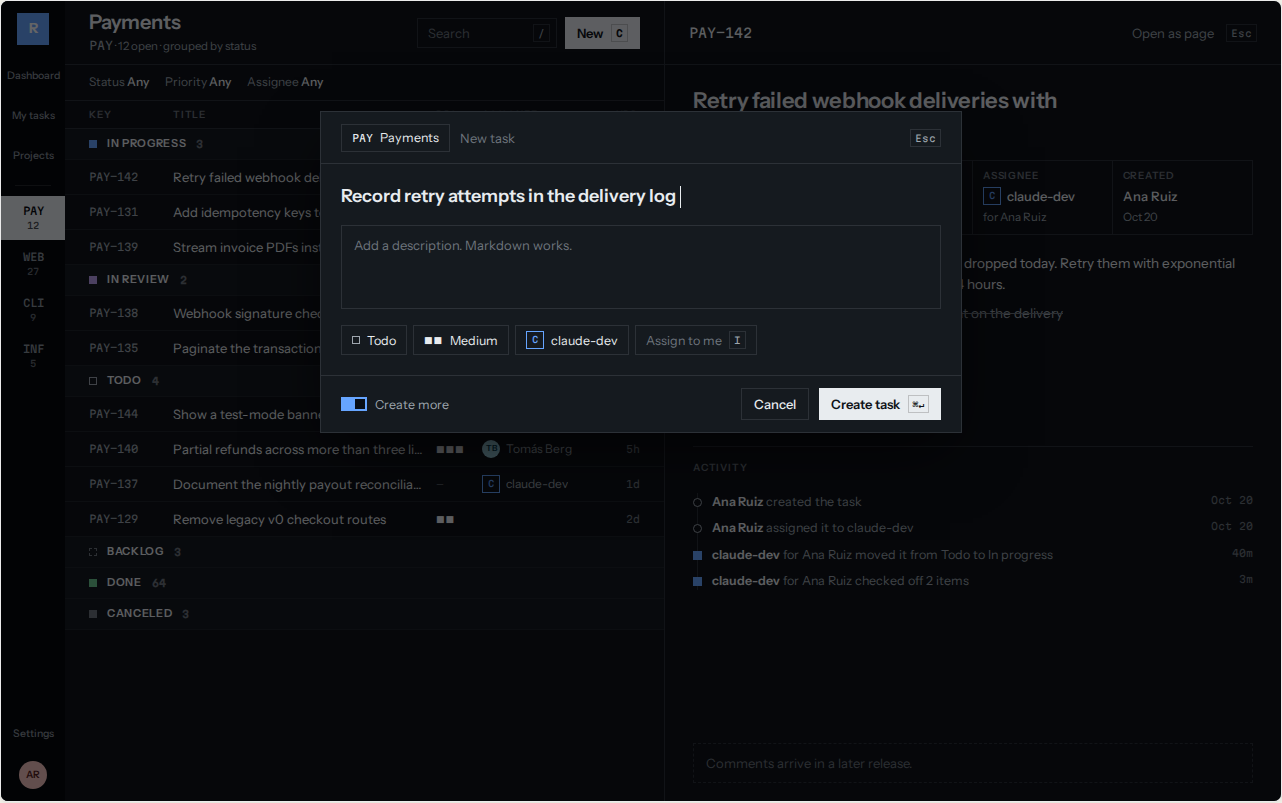 R
Dashboard
My tasks
Projects
PAY
12
WEB
27
CLI
9
INF
5
Settings
AR
Payments
PAY · 12 open · grouped by status
Search /
New C
Status Any Priority Any Assignee Any
KEY TITLE
IN PROGRESS 3
PAY-142 Retry failed webhook de
PAY-131 Add idempotency keys t
PAY-139 Stream invoice PDFs ins
IN REVIEW 2
PAY-138 Webhook signature chec
PAY-135 Paginate the transaction
TODO 4
PAY-144 Show a test-mode banne
PAY-140 Partial refunds across more than three li… TB Tomás Berg 5h
PAY-137 Document the nightly payout reconcilia… – C claude-dev 1d
PAY-129 Remove legacy v0 checkout routes 2d
BACKLOG 3
DONE 64
CANCELED 3
PAY Payments New task Esc
Record retry attempts in the delivery log
Add a description. Markdown works.
Todo Medium C claude-dev Assign to me I
Create more Cancel Create task ⌘↵
PAY-142 Open as page Esc
Retry failed webhook deliveries with
ASSIGNEE
C claude-dev
for Ana Ruiz
CREATED
Ana Ruiz
Oct 20
dropped today. Retry them with exponential
hours.
on the delivery
ACTIVITY
Ana Ruiz created the task Oct 20
Ana Ruiz assigned it to claude-dev Oct 20
claude-dev for Ana Ruiz moved it from Todo to In progress 40m
claude-dev for Ana Ruiz checked off 2 items 3m
Comments arrive in a later release.